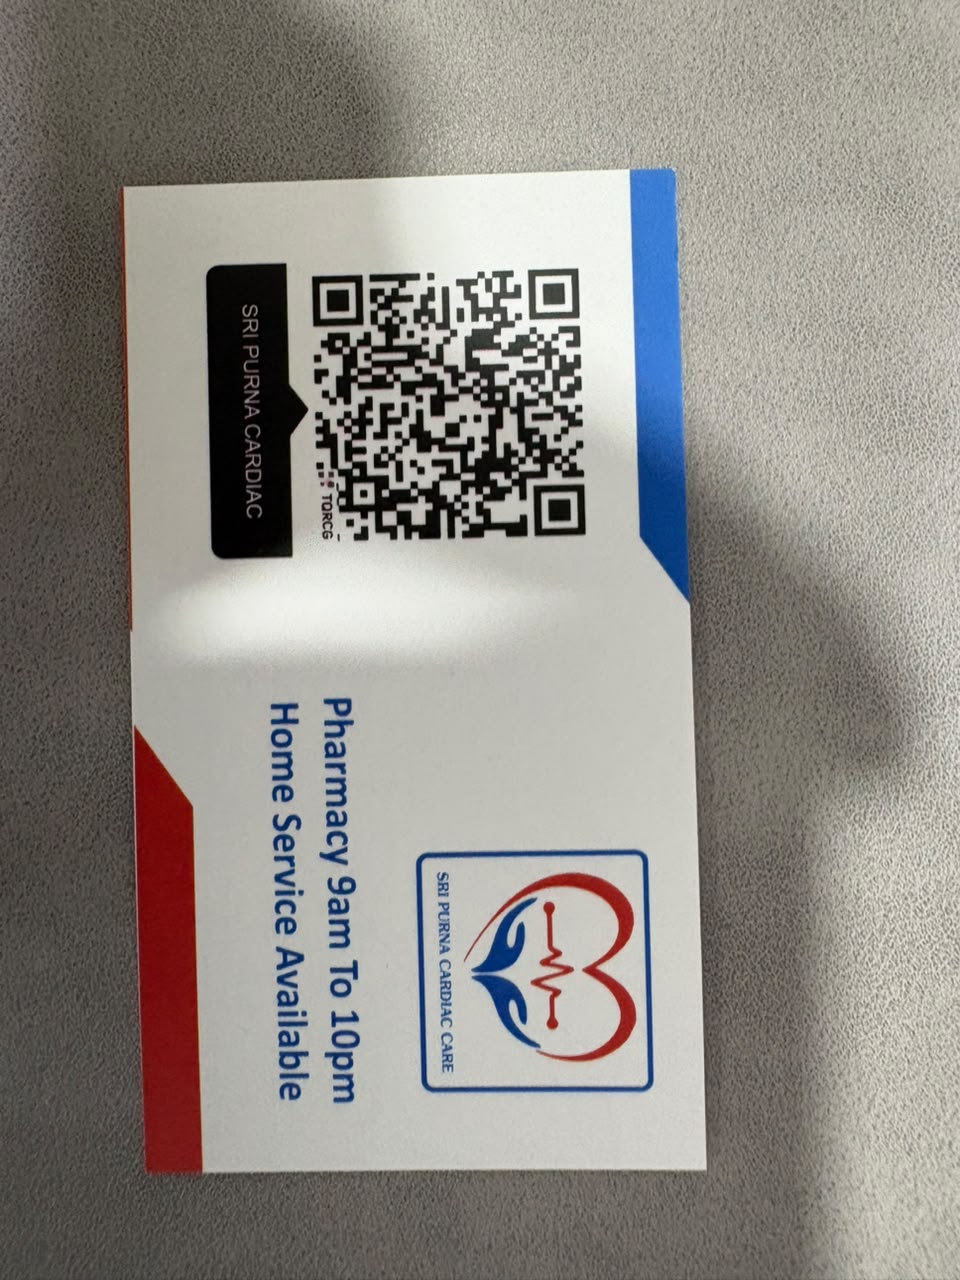 TQRCG
SRI PURNA CARDIAC
SRI PURNA CARDIAC CARE
Pharmacy 9am To 10pm
Home Service Available